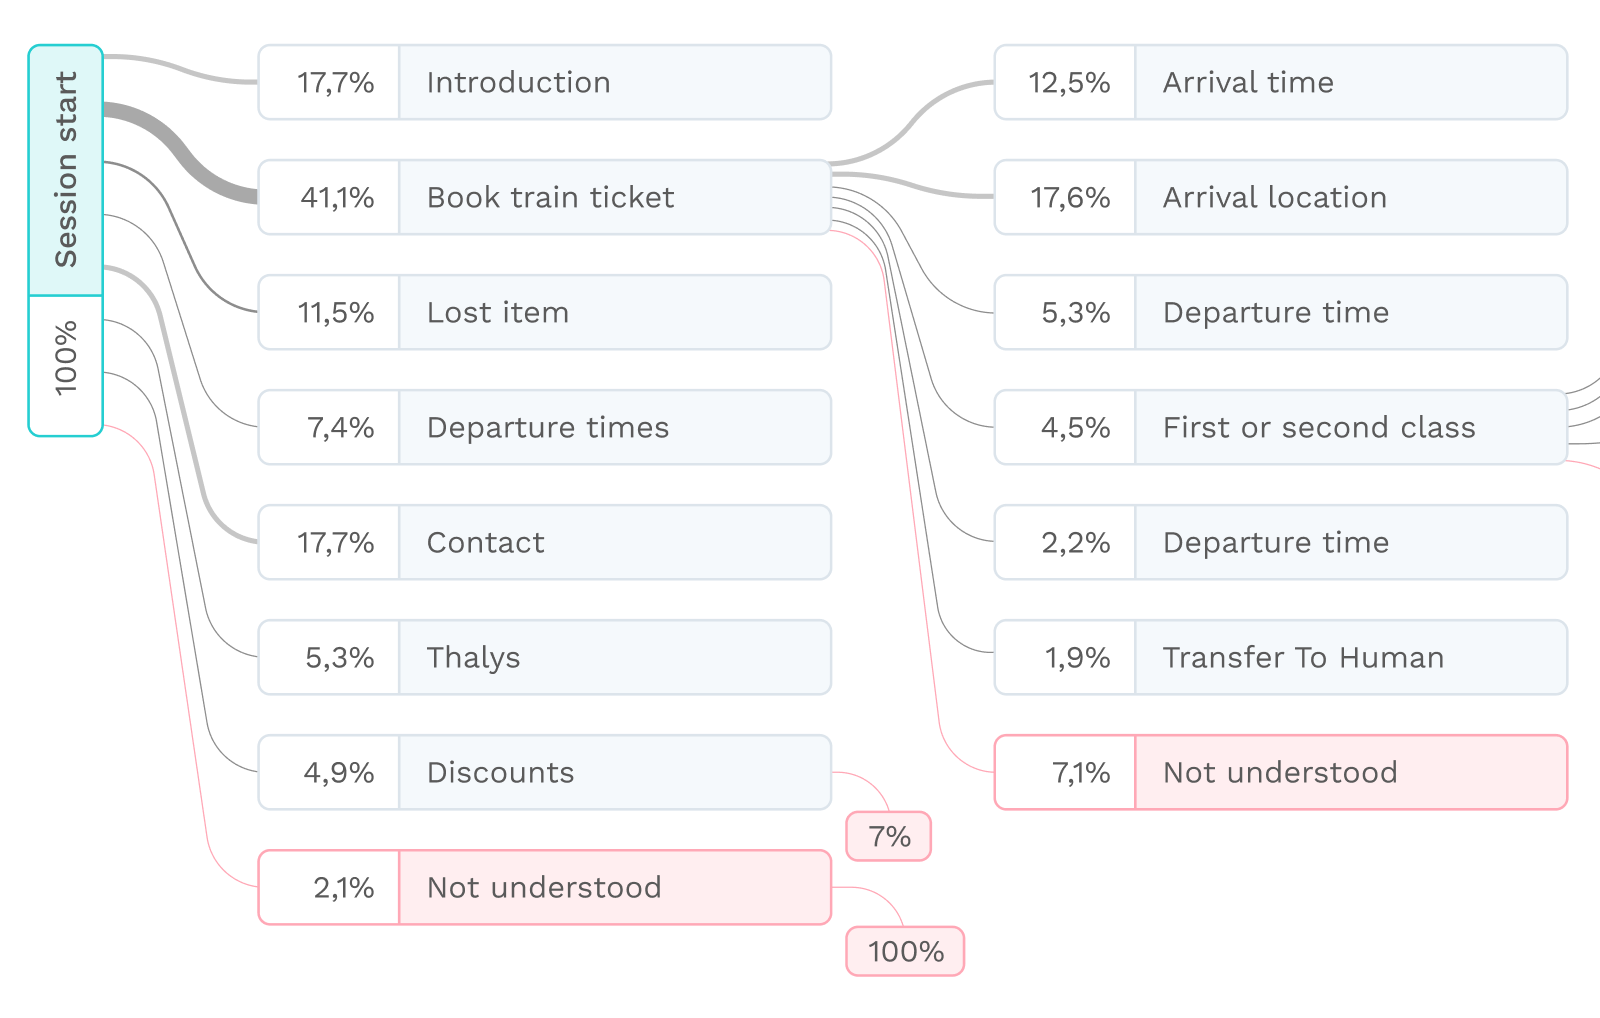 Session start
100%
17,7% Introduction
41,1% Book train ticket
11,5% Lost item
7,4% Departure times
17,7% Contact
5,3% Thalys
4,9% Discounts
7%
2,1% Not understood
100%
12,5% Arrival time
17,6% Arrival location
5,3% Departure time
4,5% First or second class
2,2% Departure time
1,9% Transfer To Human
7,1% Not understood